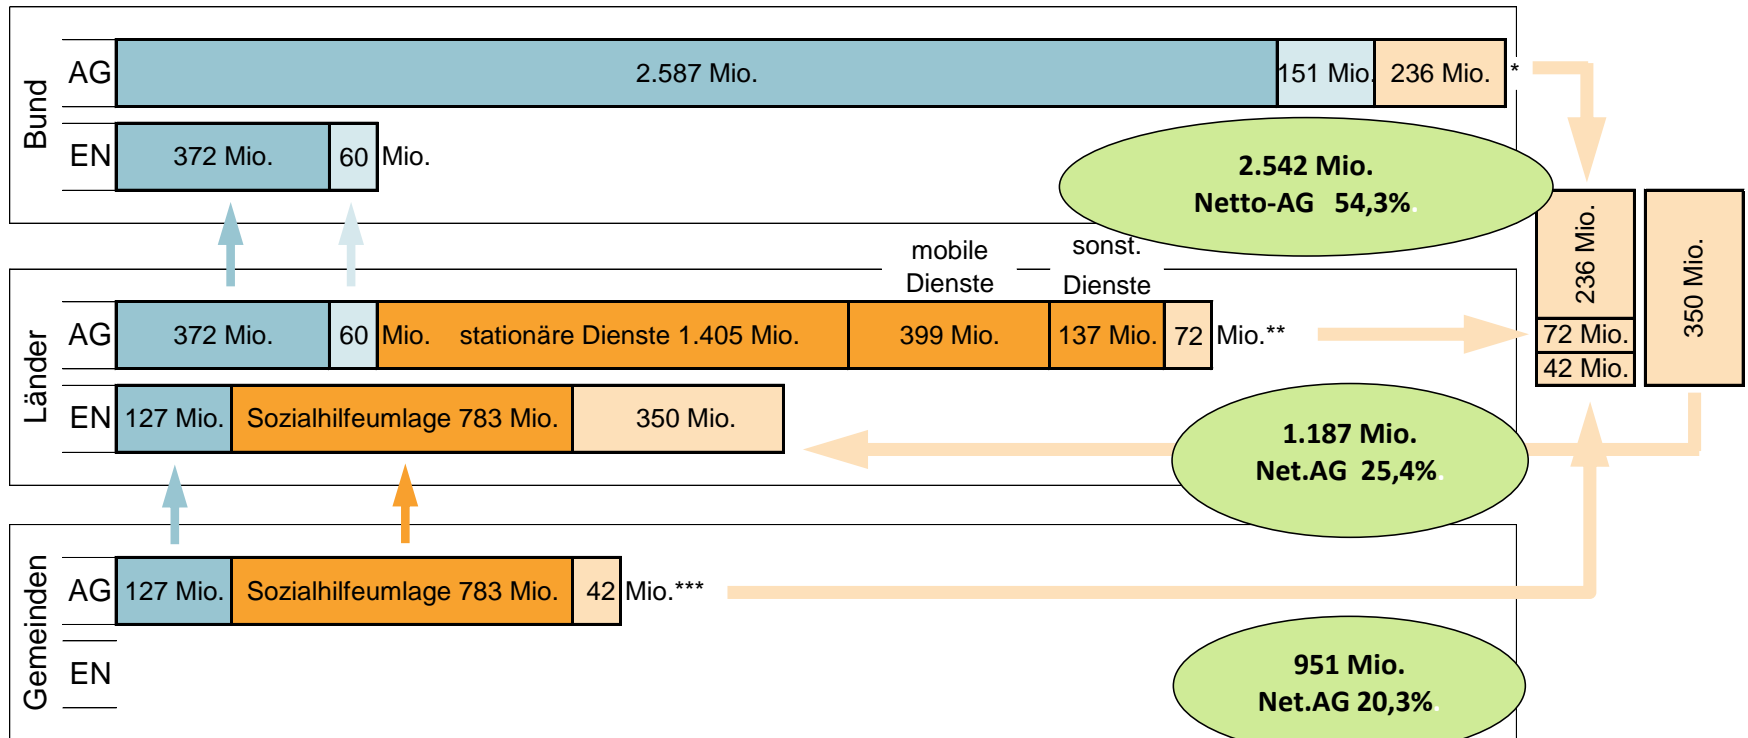 Bund
AG
2.587 Mio.
151 Mio.
236 Mio.
*
EN
372 Mio.
60 Mio.
2.542 Mio.
Netto-AG 54,3%.
mobile
Dienste
sonst.
Dienste
236 Mio.
72 Mio.
42 Mio.
350 Mio.
Länder
AG
372 Mio.
60 Mio.
stationäre Dienste 1.405 Mio.
399 Mio.
137 Mio.
72 Mio.**
EN
127 Mio.
Sozialhilfeumlage 783 Mio.
350 Mio.
1.187 Mio.
Net.AG 25,4%.
Gemeinden
AG
127 Mio.
Sozialhilfeumlage 783 Mio.
42 Mio.***
EN
951 Mio.
Net.AG 20,3%.